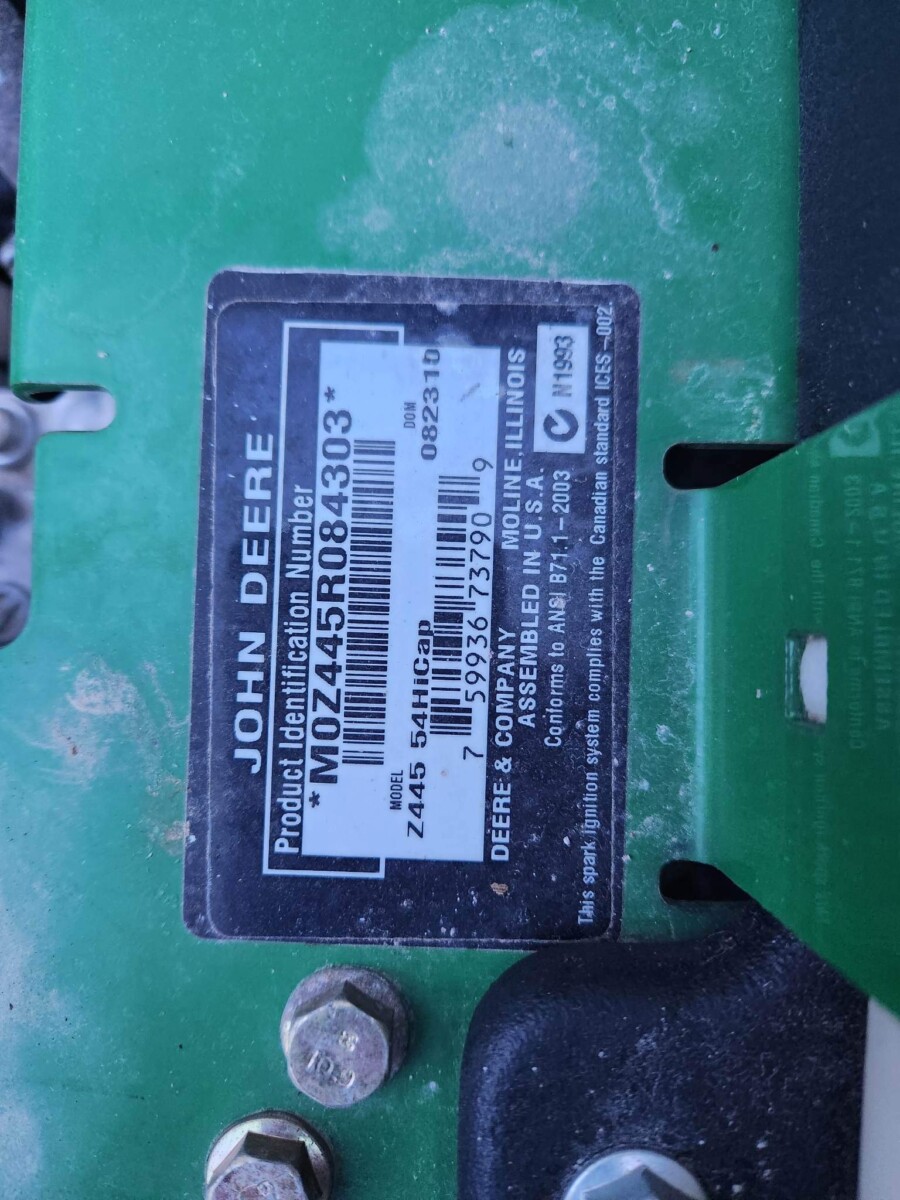 JOHN DEERE
Product Identification Number
*M0Z445R084303*
MODEL
DOM
Z445 54HiCap
082310
7 59936 73790 9
DEERE & COMPANY
MOLINE, ILLINOIS
ASSEMBLED IN U.S.A.
Conforms to ANSI B71.1-2003
N1993
This spark ignition system complies with the Canadian standard ICES-002.